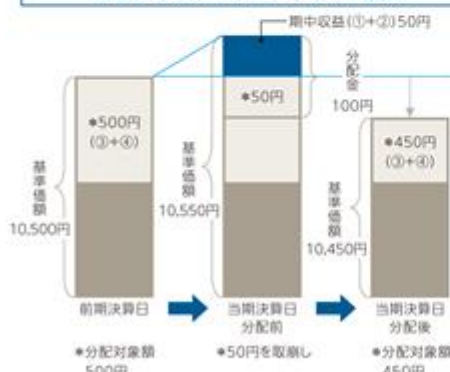 期中収益(①+②)50円
*50円
分配金
100円
*500円
(③+④)
*450円
(③+④)
基準価額
10,500円
基準価額
10,550円
基準価額
10,450円
前期決算日
当期決算日
分配前
当期決算日
分配後
*分配対象額
500円
*50円を取崩し
*分配対象額
450円